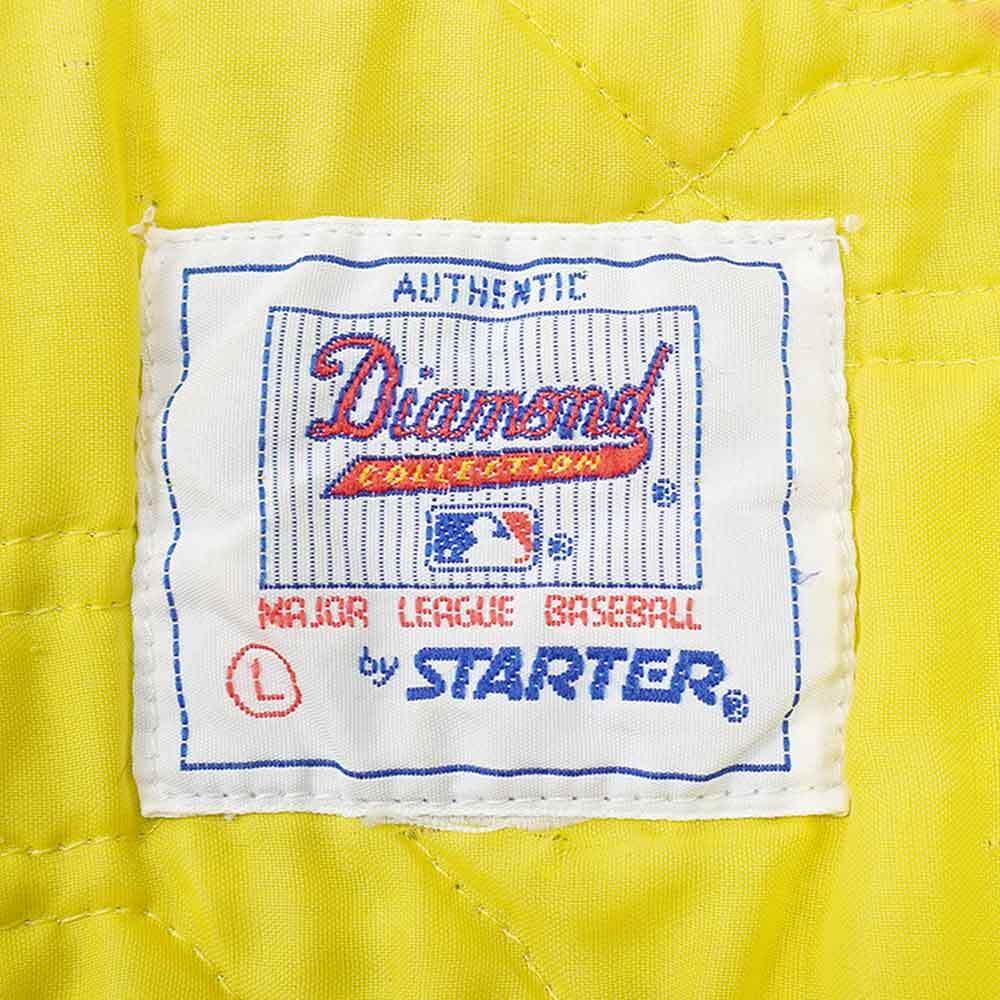 AUTHENTIC
Diamond
COLLECTION ®
®
MAJOR LEAGUE BASEBALL
L by STARTER®